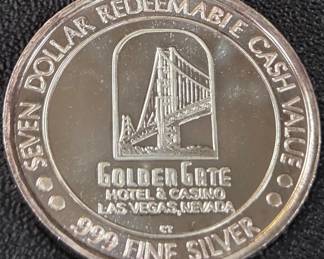 SEVEN DOLLAR REDEEMABLE CASH VALUE
GOLDEN GATE
HOTEL & CASINO
LAS VEGAS, NEVADA
CT
.999 FINE SILVER